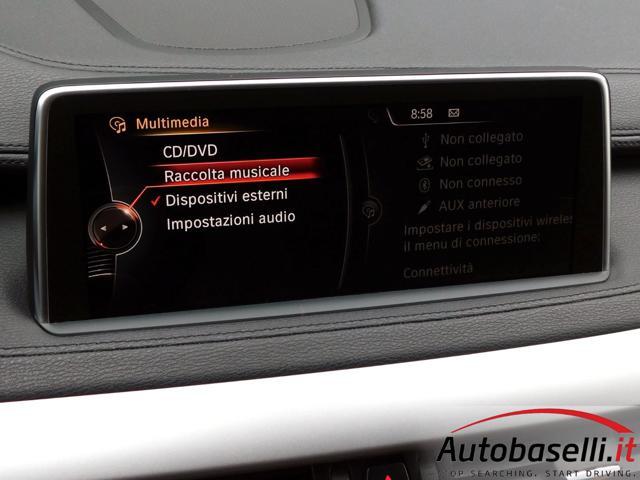 Multimedia
8:58
CD/DVD
Raccolta musicale
Dispositivi esterni
Impostazioni audio
Non collegato
Non collegato
Non connesso
AUX anteriore
Impostare i dispositivi wireles
il menu di connessione:
Connettività
Autobaselli.it
OP SEARCHING. START DRIVING.